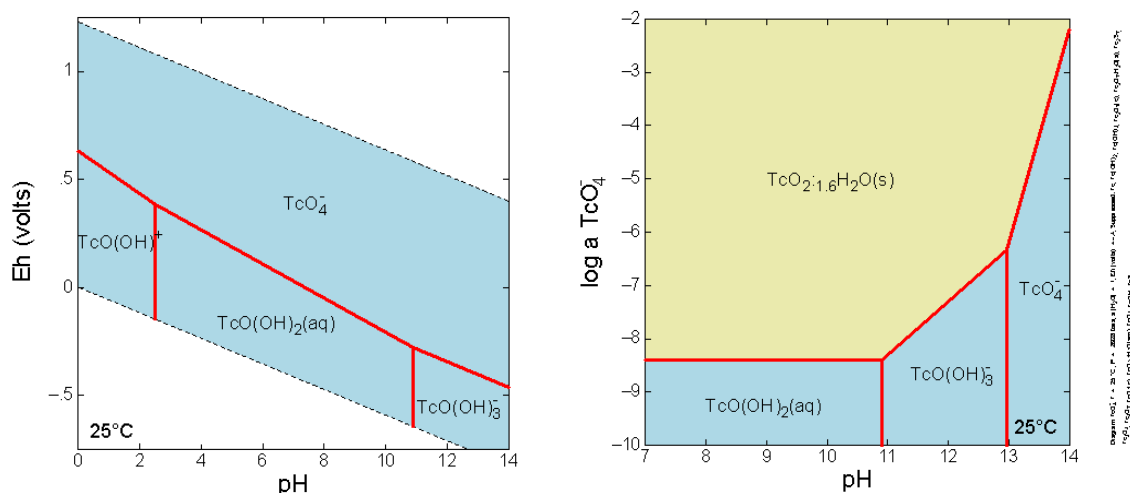 1
.5
0
–.5
Eh (volts)
TcO₄⁻
TcO(OH)⁺
TcO(OH)₂(aq)
TcO(OH)₃⁻
25°C
0 2 4 6 8 10 12 14
pH
–2
–3
–4
–5
–6
–7
–8
–9
–10
log a TcO₄⁻
TcO₂:₁.₆H₂O(s)
TcO₄⁻
TcO(OH)₃⁻
TcO(OH)₂(aq)
25°C
7 8 9 10 11 12 13 14
pH